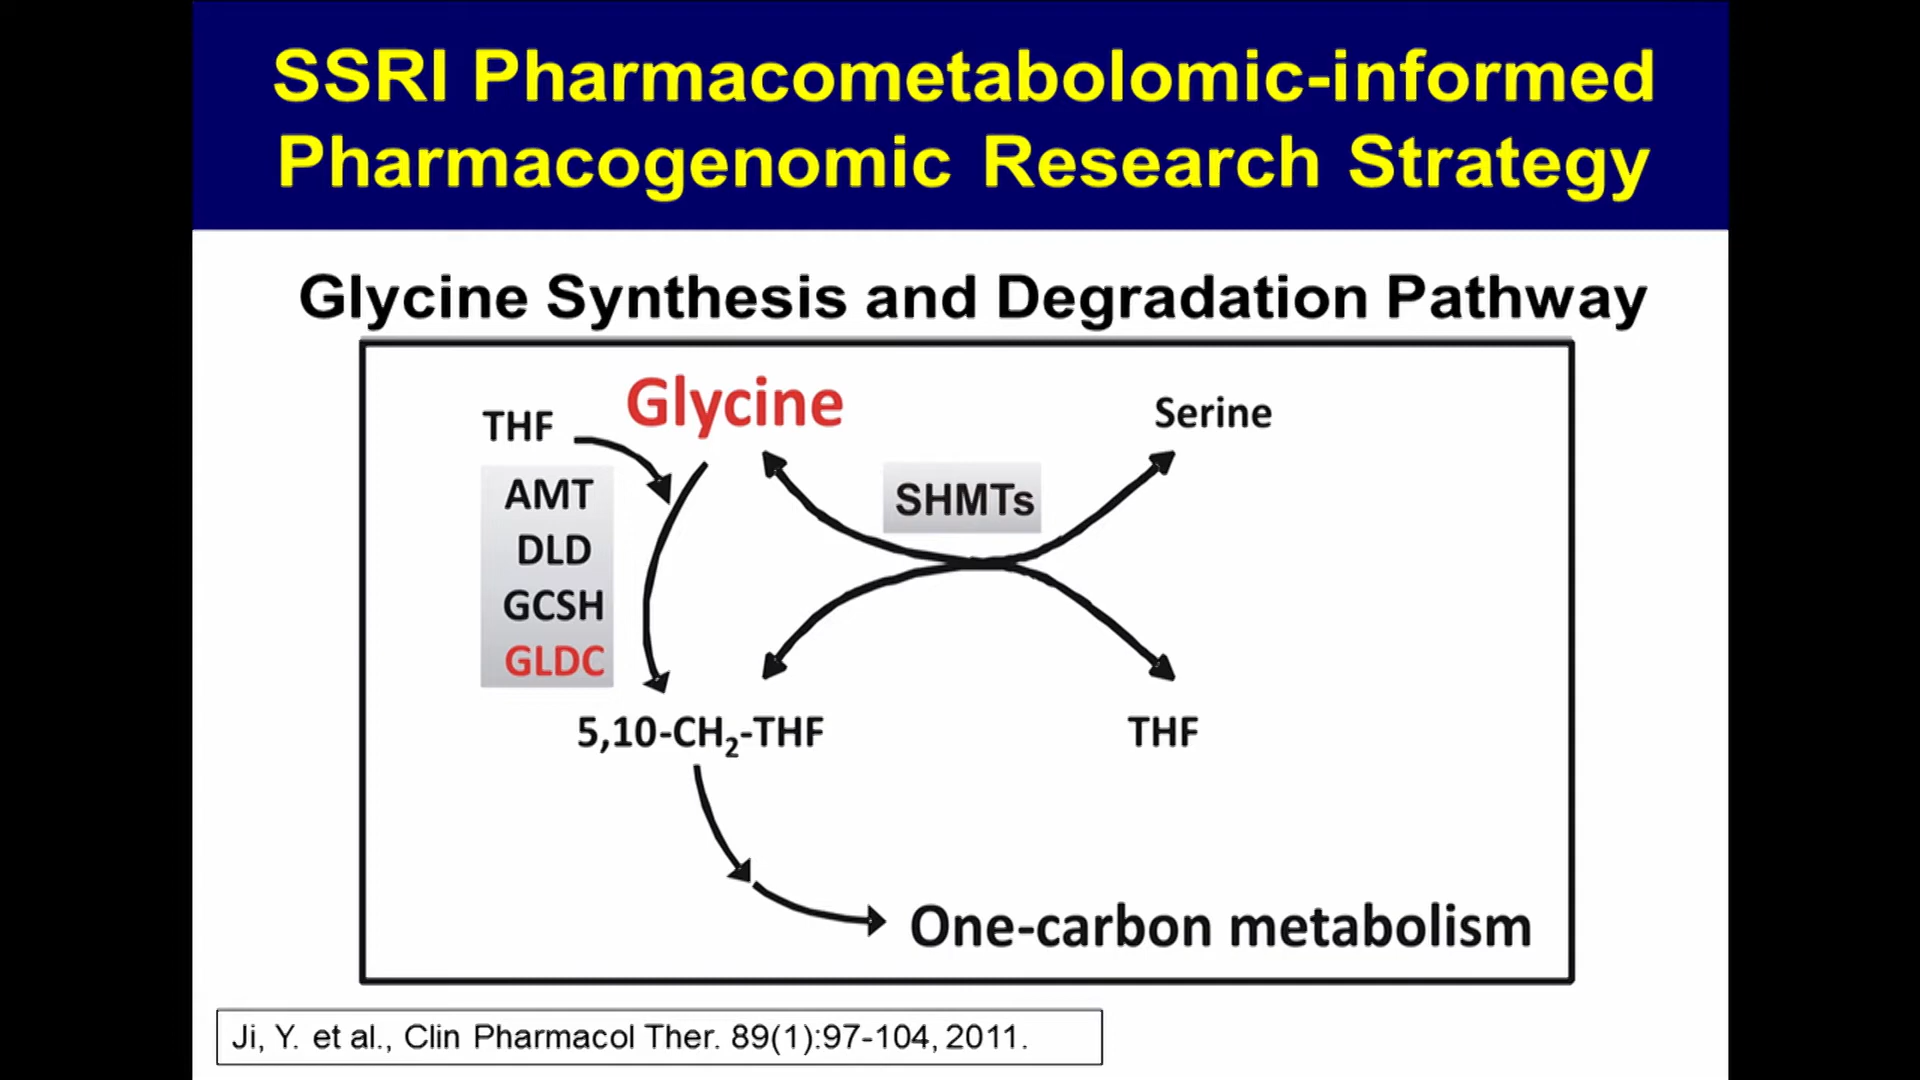 SSRI Pharmacometabolomic-informed
Pharmacogenomic Research Strategy
Glycine Synthesis and Degradation Pathway
THF
Glycine
Serine
AMT
DLD
GCSH
GLDC
SHMTs
5,10-CH₂-THF
THF
One-carbon metabolism
Ji, Y. et al., Clin Pharmacol Ther. 89(1):97-104, 2011.